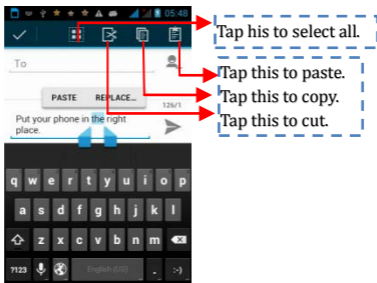 05:48
Tap his to select all.
To
Tap this to paste.
PASTE REPLACE...
126/1
Tap this to copy.
Put your phone in the right
place.
Tap this to cut.
q w e r t y u i o p
a s d f g h j k l
z x c v b n m
?123 English (US) . :-)